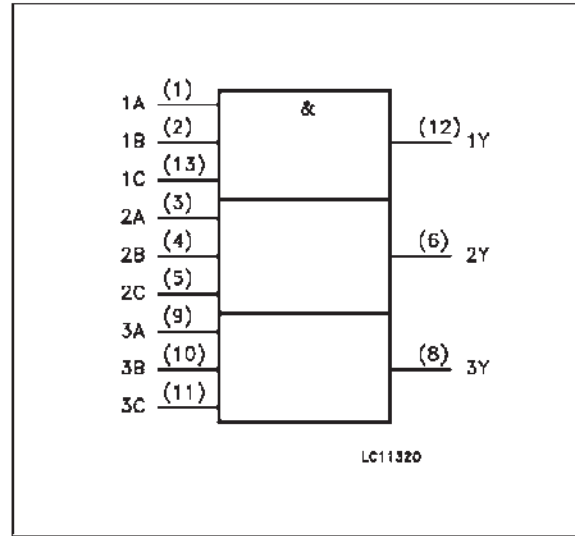 1A (1)
&
1B (2)
(12) 1Y
1C (13)
2A (3)
2B (4)
(6) 2Y
2C (5)
3A (9)
3B (10)
(8) 3Y
3C (11)
LC11320